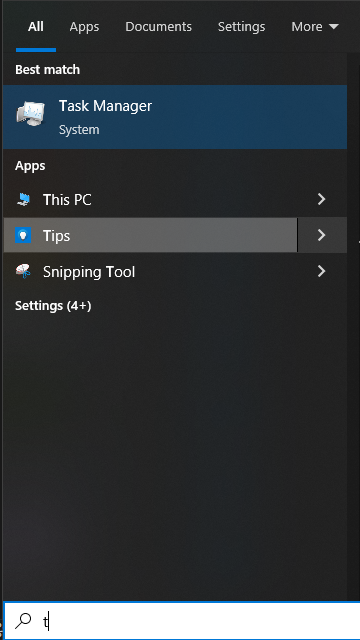 All Apps Documents Settings More
Best match
Task Manager
System
Apps
This PC
Tips
Snipping Tool
Settings (4+)
t